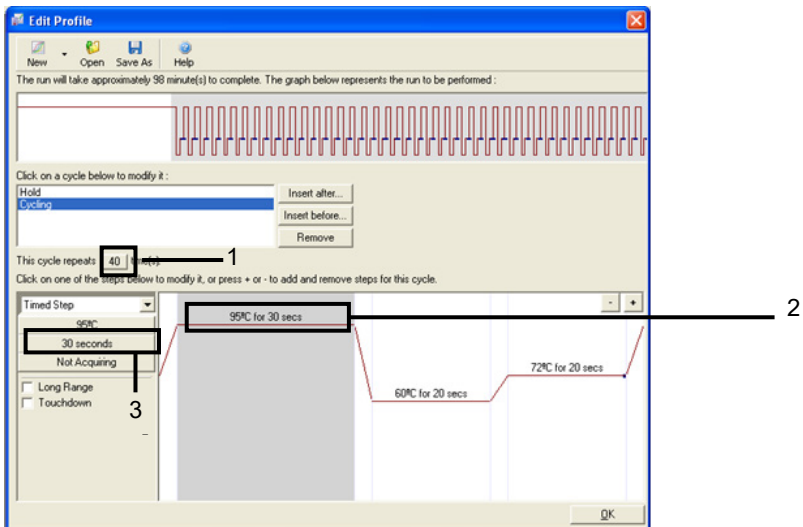 Edit Profile
New Open Save As Help
The run will take approximately 98 minute(s) to complete. The graph below represents the run to be performed :
Click on a cycle below to modify it :
Hold
Cycling
Insert after...
Insert before...
Remove
This cycle repeats 40 time(s).
1
Click on one of the steps below to modify it, or press + or - to add and remove steps for this cycle.
Timed Step
- +
95ºC
95ºC for 30 secs
2
30 seconds
Not Acquiring
72ºC for 20 secs
Long Range
60ºC for 20 secs
Touchdown
3
OK